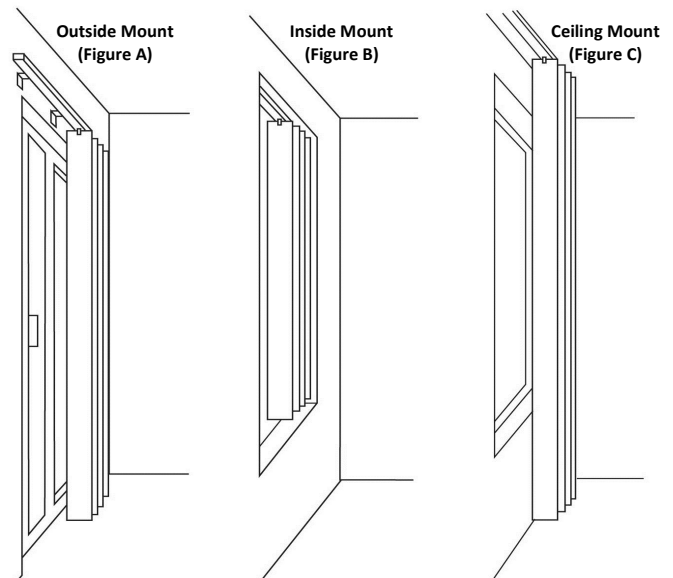 Outside Mount
(Figure A)
Inside Mount
(Figure B)
Ceiling Mount
(Figure C)